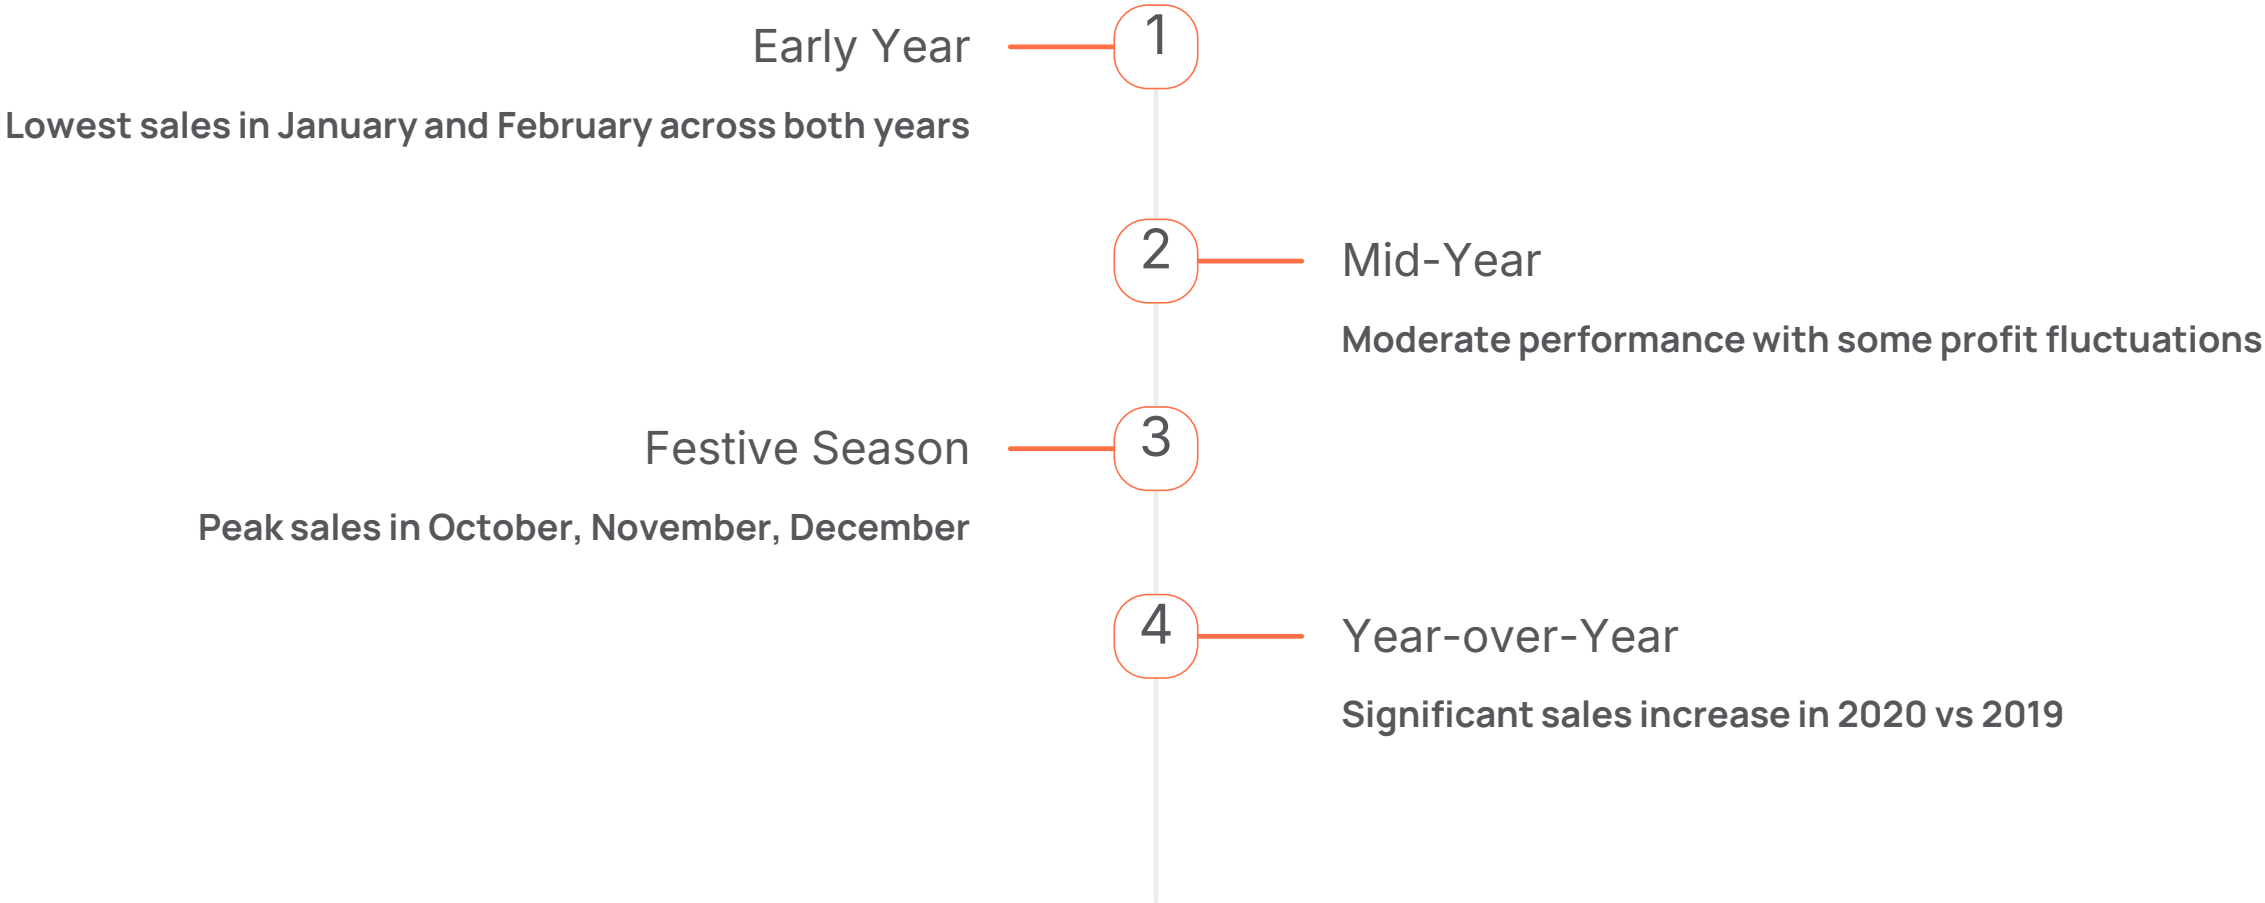 1
Early Year
Lowest sales in January and February across both years
2
Mid-Year
Moderate performance with some profit fluctuations
3
Festive Season
Peak sales in October, November, December
4
Year-over-Year
Significant sales increase in 2020 vs 2019